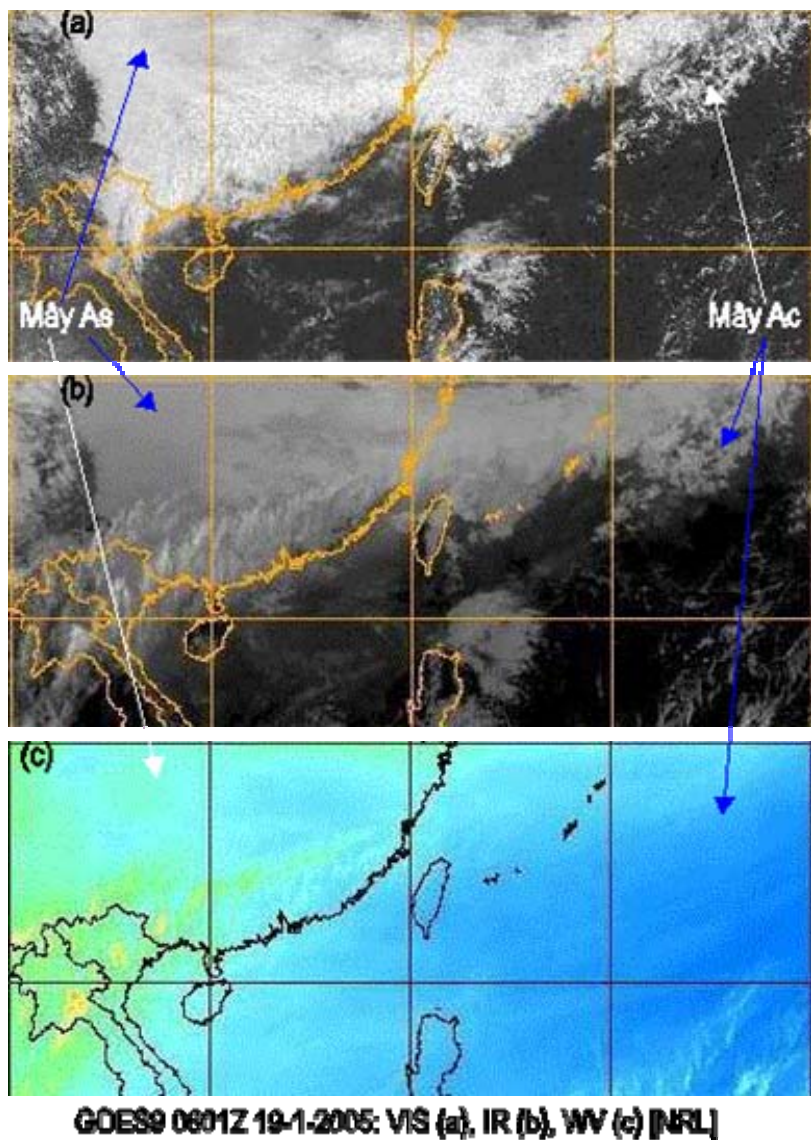 (a)
Mây As
Mây Ac
(b)
(c)
GOES9 0601Z 19-1-2005: VIS (a), IR (b), WV (c) [NRL]